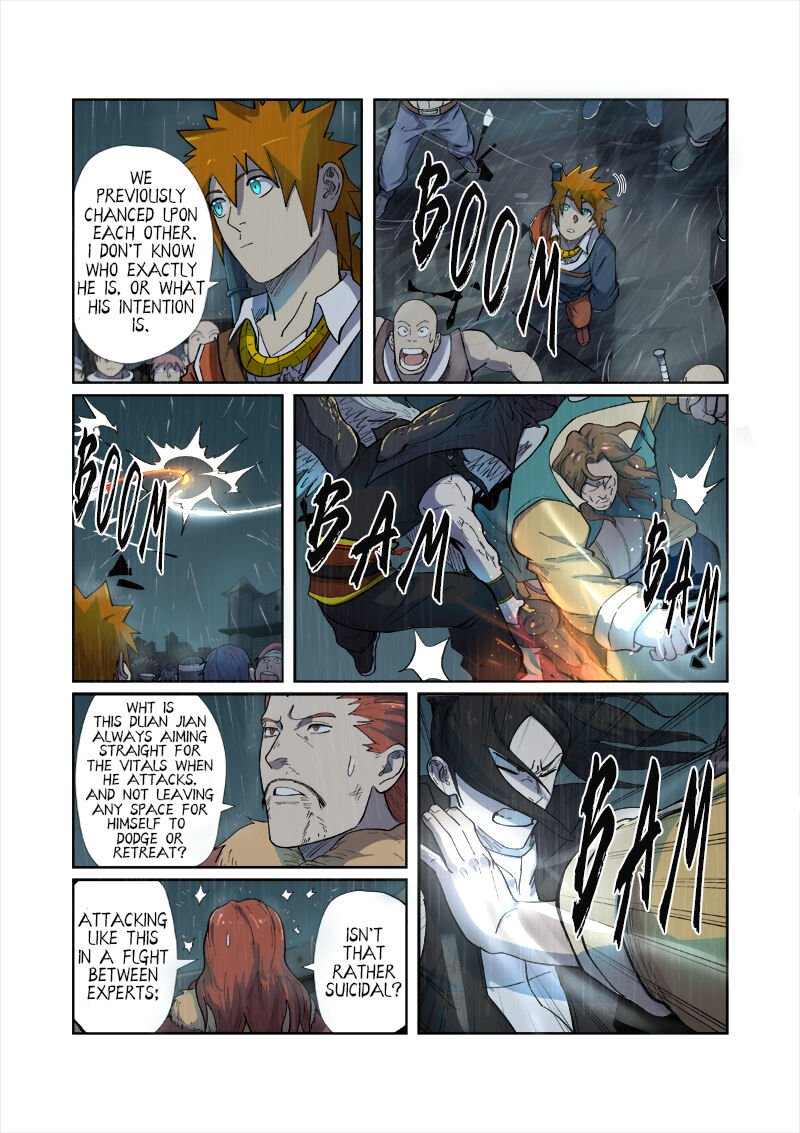 WE
PREVIOUSLY
CHANCED UPON
EACH OTHER.
I DON'T KNOW
WHO EXACTLY
HE IS, OR WHAT
HIS INTENTION
IS.
BOOM
BOOM
BAM
BAM
WHT IS
THIS DUAN JIAN
ALWAYS AIMING
STRAIGHT FOR
THE VITALS WHEN
HE ATTACKS,
AND NOT LEAVING
ANY SPACE FOR
HIMSELF TO
DODGE OR
RETREAT?
BAM
ATTACKING
LIKE THIS
IN A FIGHT
BETWEEN
EXPERTS;
ISN'T
THAT
RATHER
SUICIDAL?